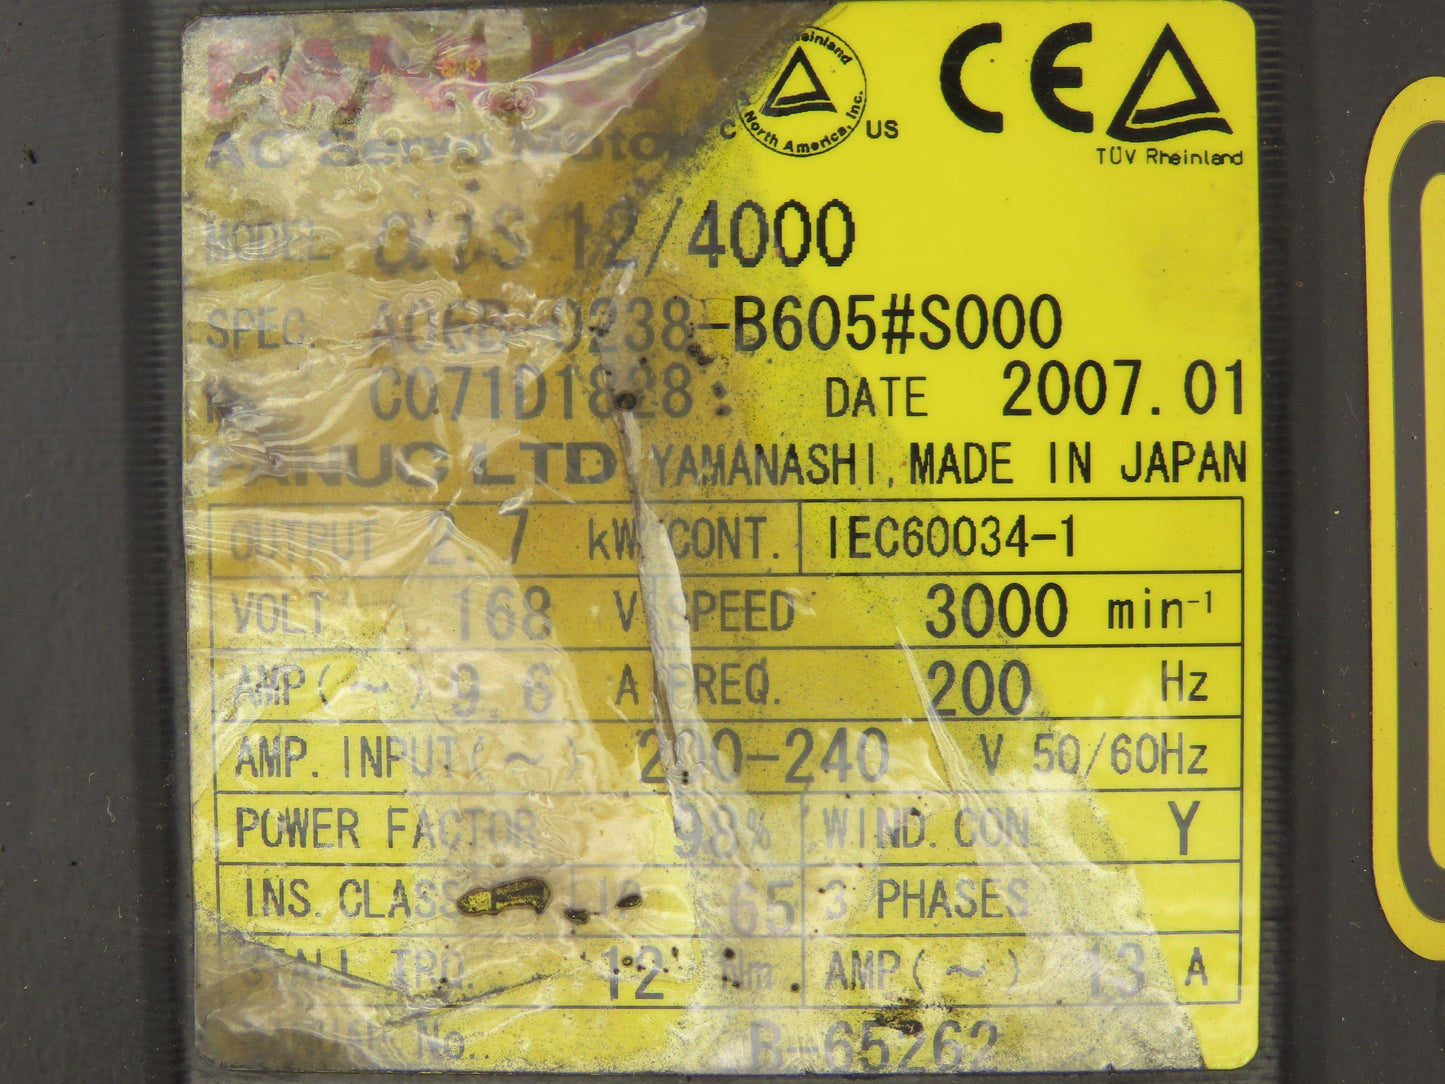 FANUC
AC Servo Motor
Rheinland
North America, Inc.
C US
CE
TÜV Rheinland
MODEL αiS 12/4000
SPEC. A06B-0238-B605#S000
C071D1828 DATE 2007.01
FANUC LTD YAMANASHI, MADE IN JAPAN
OUTPUT 2.7 kW CONT. IEC60034-1
VOLT 168 V SPEED 3000 min-1
AMP(~) 9.6 A FREQ. 200 Hz
AMP. INPUT(~) 200-240 V 50/60Hz
POWER FACTOR 98% WIND. CON. Y
INS. CLASS IP 65 3 PHASES
STALL TRQ. 12 Nm AMP(~) 13 A
No. B-65262